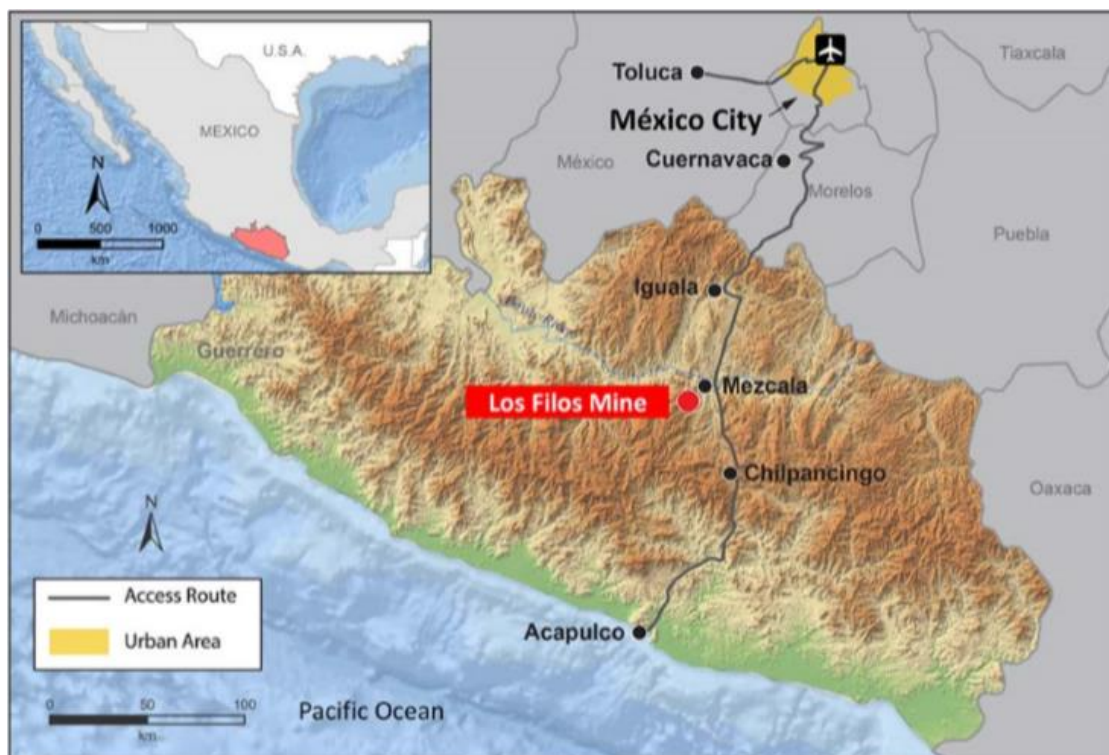 U.S.A.
MEXICO
N
0 500 1000
km
Toluca
México City
Cuernavaca
México
Morelos
Tlaxcala
Puebla
Michoacán
Guerrero
Iguala
Mezcala
Los Filos Mine
Chilpancingo
Oaxaca
N
Access Route
Urban Area
Acapulco
0 50 100
km
Pacific Ocean